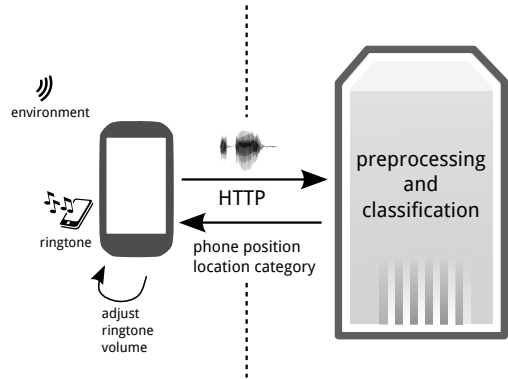 environment
ringtone
adjust
ringtone
volume
HTTP
phone position
location category
preprocessing
and
classification